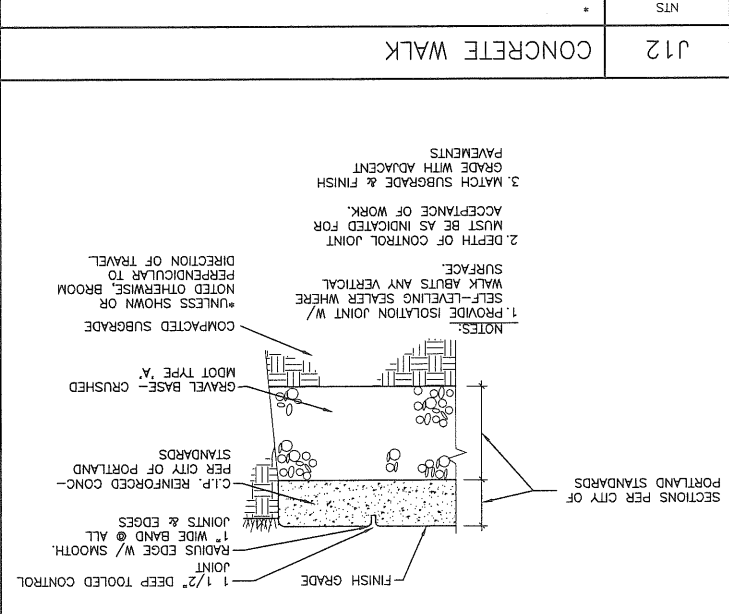 FINISH GRADE
1 1/2" DEEP TOOLED CONTROL
JOINT
RADIUS EDGE W/ SMOOTH.
1" WIDE BAND @ ALL
JOINTS & EDGES
SECTIONS PER CITY OF
PORTLAND STANDARDS
C.I.P. REINFORCED CONC-
PER CITY OF PORTLAND
STANDARDS
GRAVEL BASE- CRUSHED
MDOT TYPE 'A'
COMPACTED SUBGRADE
*UNLESS SHOWN OR
NOTED OTHERWISE, BROOM
PERPENDICULAR TO
DIRECTION OF TRAVEL.
NOTES:
1. PROVIDE ISOLATION JOINT W/
SELF-LEVELING SEALER WHERE
WALK ABUTS ANY VERTICAL
SURFACE.
2. DEPTH OF CONTROL JOINT
MUST BE AS INDICATED FOR
ACCEPTANCE OF WORK.
3. MATCH SUBGRADE & FINISH
GRADE WITH ADJACENT
PAVEMENTS
J12
CONCRETE WALK
NTS
*